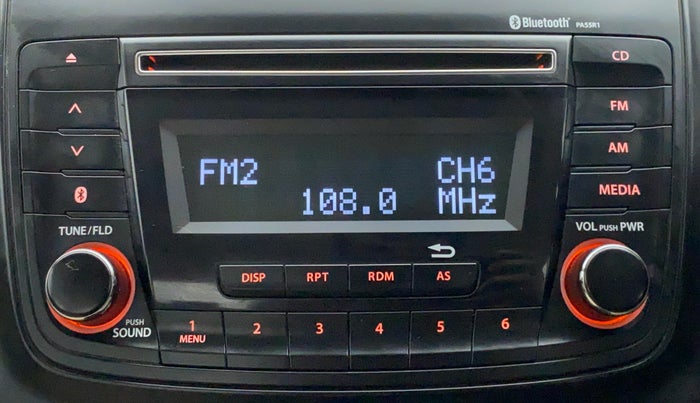 Bluetooth® PA55R1
CD
FM
AM
MEDIA
FM2 CH6
108.0 MHz
TUNE/FLD
VOL PUSH PWR
DISP RPT RDM AS
PUSH
SOUND
1 2 3 4 5 6
MENU